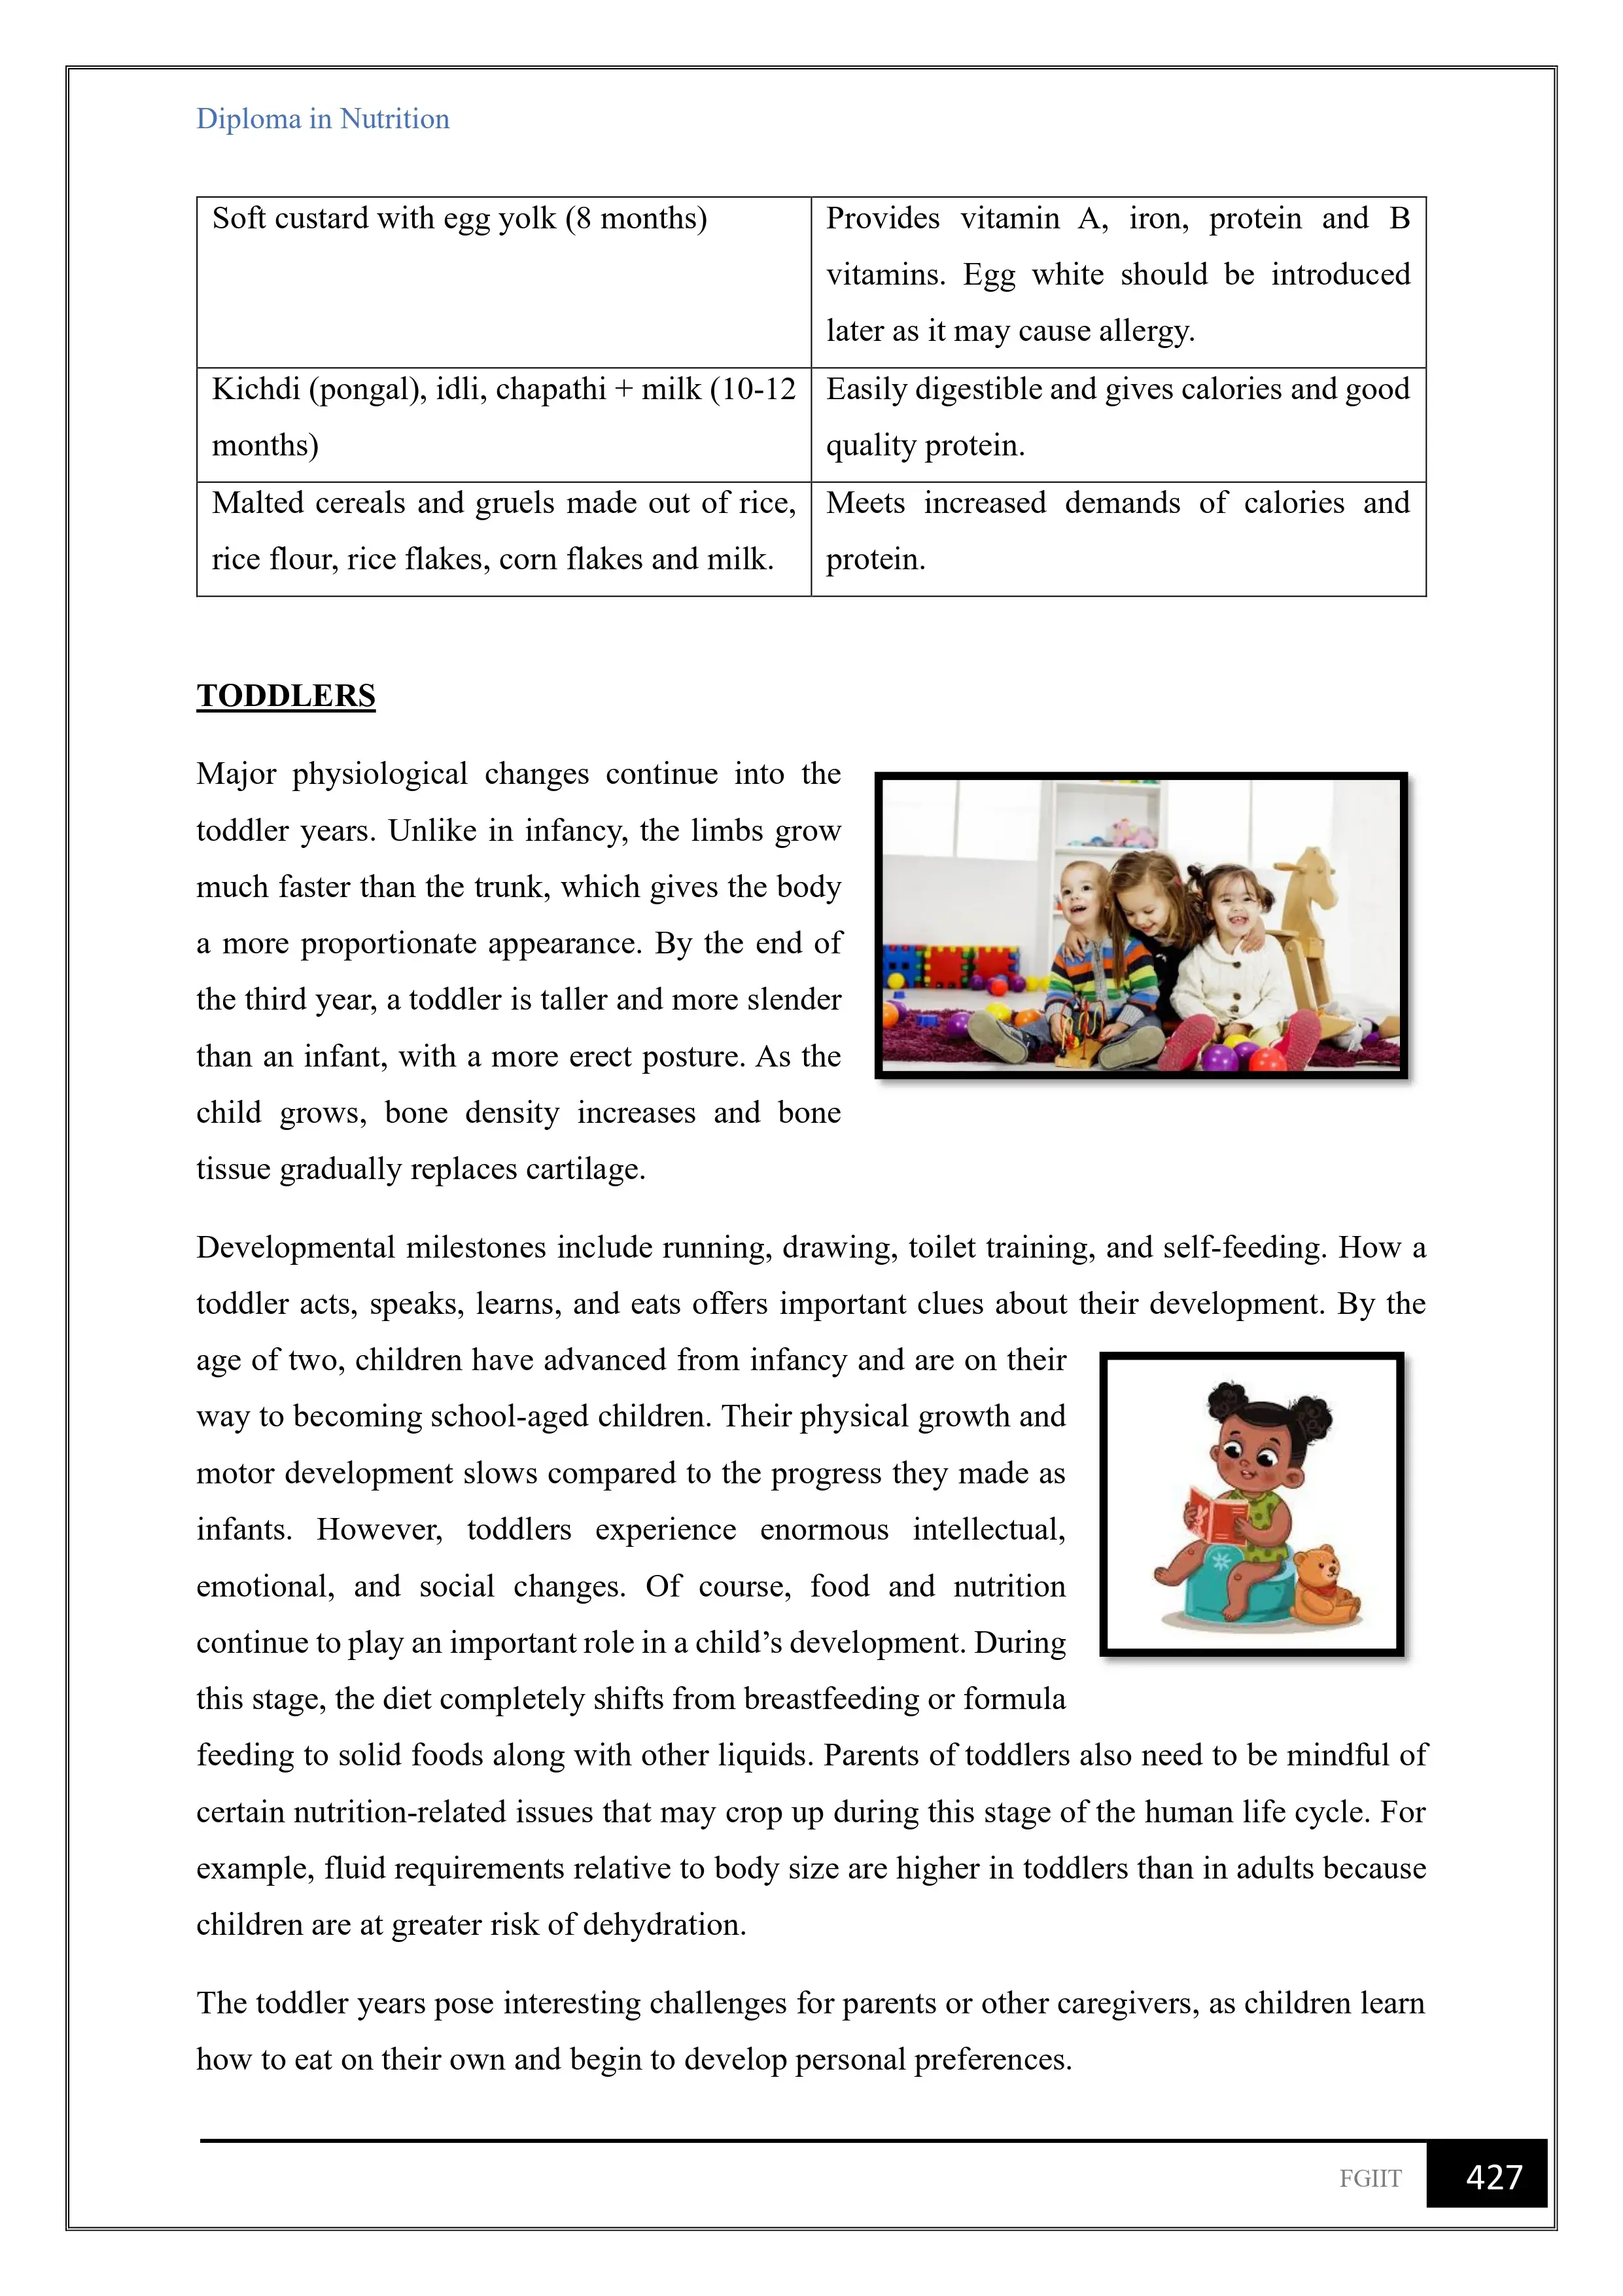 Diploma in Nutrition
Soft custard with egg yolk (8 months)
Provides vitamin A, iron, protein and B
vitamins. Egg white should be introduced
later as it may cause allergy.
Kichdi (pongal), idli, chapathi + milk (10-12
months)
Easily digestible and gives calories and good
quality protein.
Malted cereals and gruels made out of rice,
rice flour, rice flakes, corn flakes and milk.
Meets increased demands of calories and
protein.
TODDLERS
Major physiological changes continue into the
toddler years. Unlike in infancy, the limbs grow
much faster than the trunk, which gives the body
a more proportionate appearance. By the end of
the third year, a toddler is taller and more slender
than an infant, with a more erect posture. As the
child grows, bone density increases and bone
tissue gradually replaces cartilage.
Developmental milestones include running, drawing, toilet training, and self-feeding. How a
toddler acts, speaks, learns, and eats offers important clues about their development. By the
age of two, children have advanced from infancy and are on their
way to becoming school-aged children. Their physical growth and
motor development slows compared to the progress they made as
infants. However, toddlers experience enormous intellectual,
emotional, and social changes. Of course, food and nutrition
continue to play an important role in a child’s development. During
this stage, the diet completely shifts from breastfeeding or formula
feeding to solid foods along with other liquids. Parents of toddlers also need to be mindful of
certain nutrition-related issues that may crop up during this stage of the human life cycle. For
example, fluid requirements relative to body size are higher in toddlers than in adults because
children are at greater risk of dehydration.
The toddler years pose interesting challenges for parents or other caregivers, as children learn
how to eat on their own and begin to develop personal preferences.
FGIIT
427